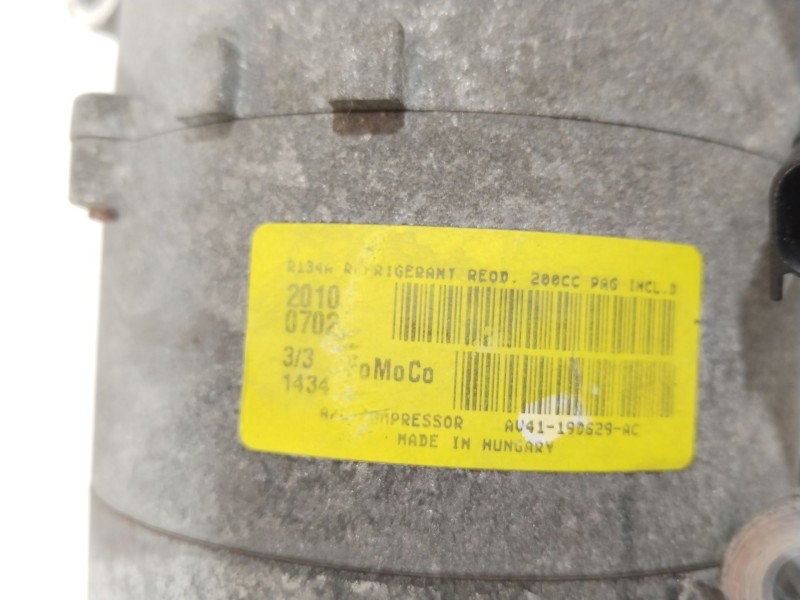 R134A REFRIGERANT REQD. 200CC PAG INCL.D
2010
0702
3/3 FoMoCo
1434
A/C COMPRESSOR AV41-19D629-AC
MADE IN HUNGARY